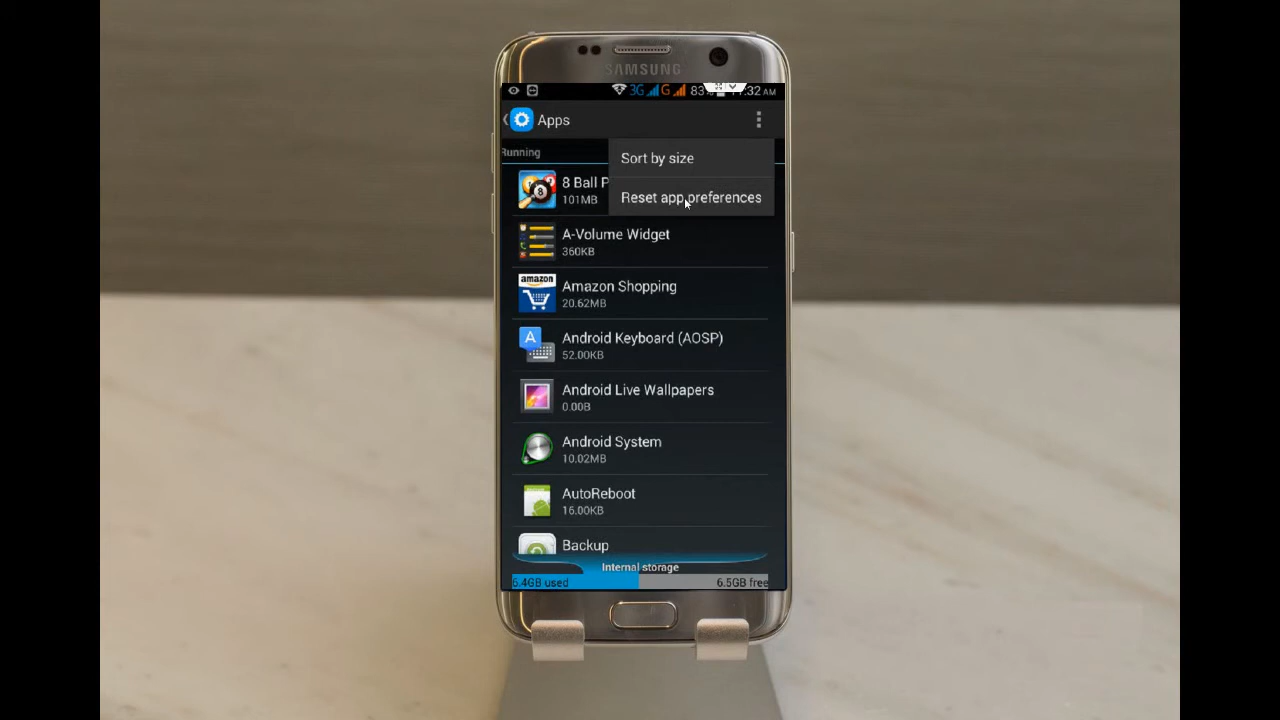 SAMSUNG
3G G 83
:32 AM
Apps
Running
Sort by size
Reset app preferences
8 Ball P
101MB
A-Volume Widget
360KB
amazon
Amazon Shopping
20.62MB
A
Android Keyboard (AOSP)
52.00KB
Android Live Wallpapers
0.00B
Android System
10.02MB
AutoReboot
16.00KB
Backup
Internal storage
6.4GB used
6.5GB free